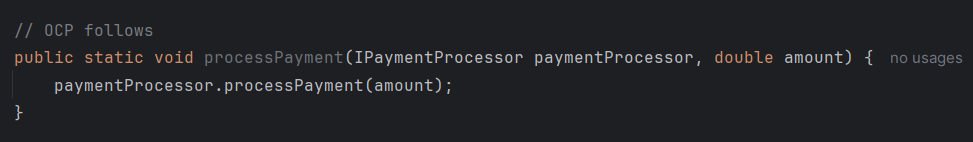 // OCP follows
public static void processPayment(IPaymentProcessor paymentProcessor, double amount) { no usages
    paymentProcessor.processPayment(amount);
}